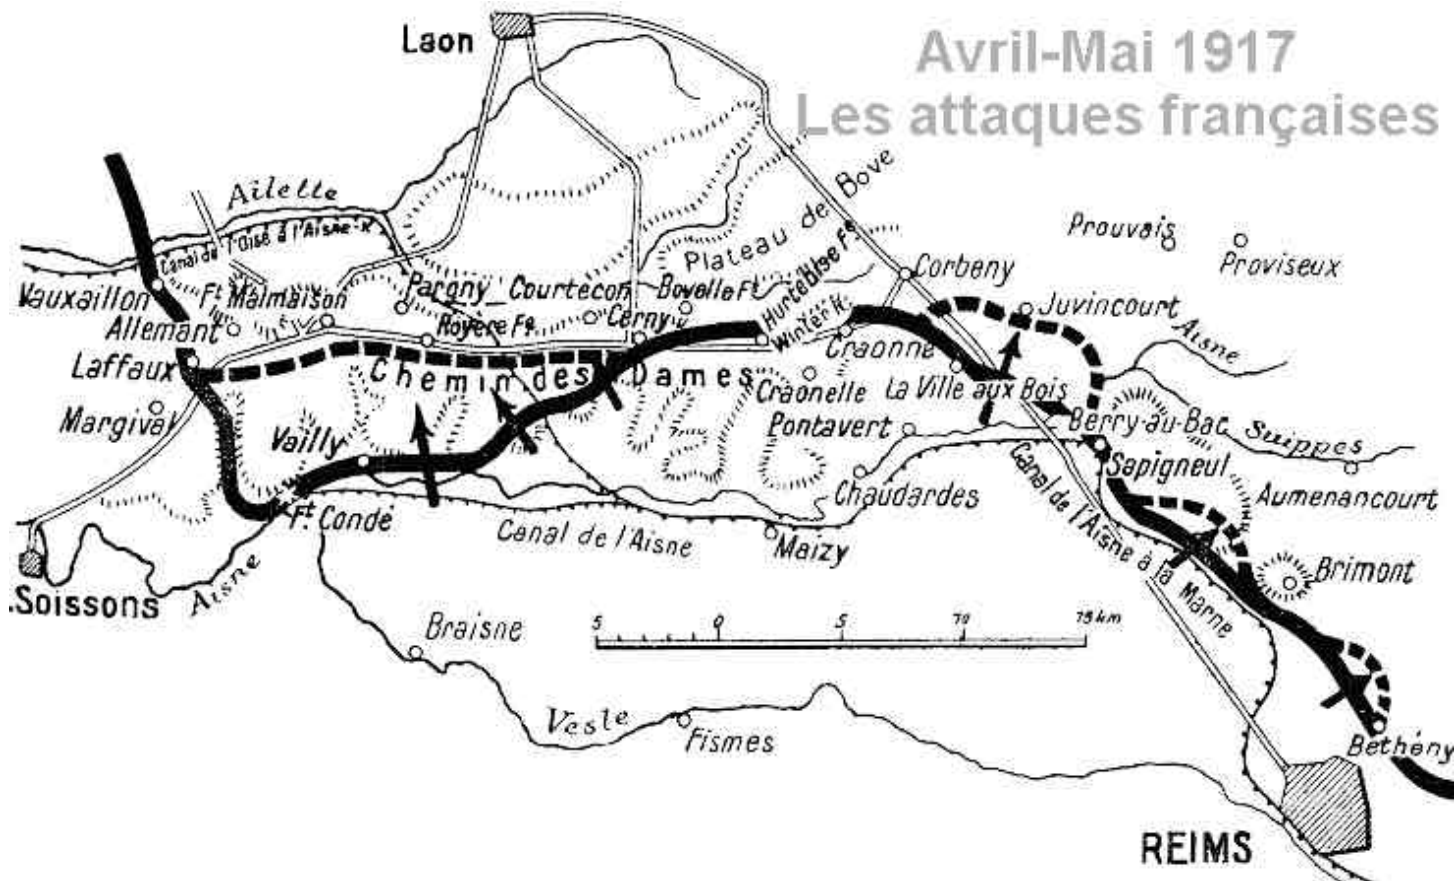 Avril-Mai 1917
Les attaques françaises
Laon
Ailette
Canal de l'Oise à l'Aisne
Plateau de Bove
Prouvais
Proviseux
Corbeny
Vauxaillon
Ft Malmaison
Pargny
Courtecon
Bovelle Ft
Hurtebise Fe
Juvincourt
Allemant
Royère Fe
Cerny
Winter
Craonne
Aisne
Laffaux
Chemin des Dames
Craonelle
La Ville aux Bois
Margival
Vailly
Pontavert
Berry-au-Bac
Suippes
Sapigneul
Chaudardes
Aumenancourt
Ft Condé
Canal de l'Aisne
Maizy
Canal de l'Aisne à la Marne
Brimont
Soissons
Aisne
Braisne
5 0 5 10 15 km
Vesle
Fismes
Bethény
REIMS